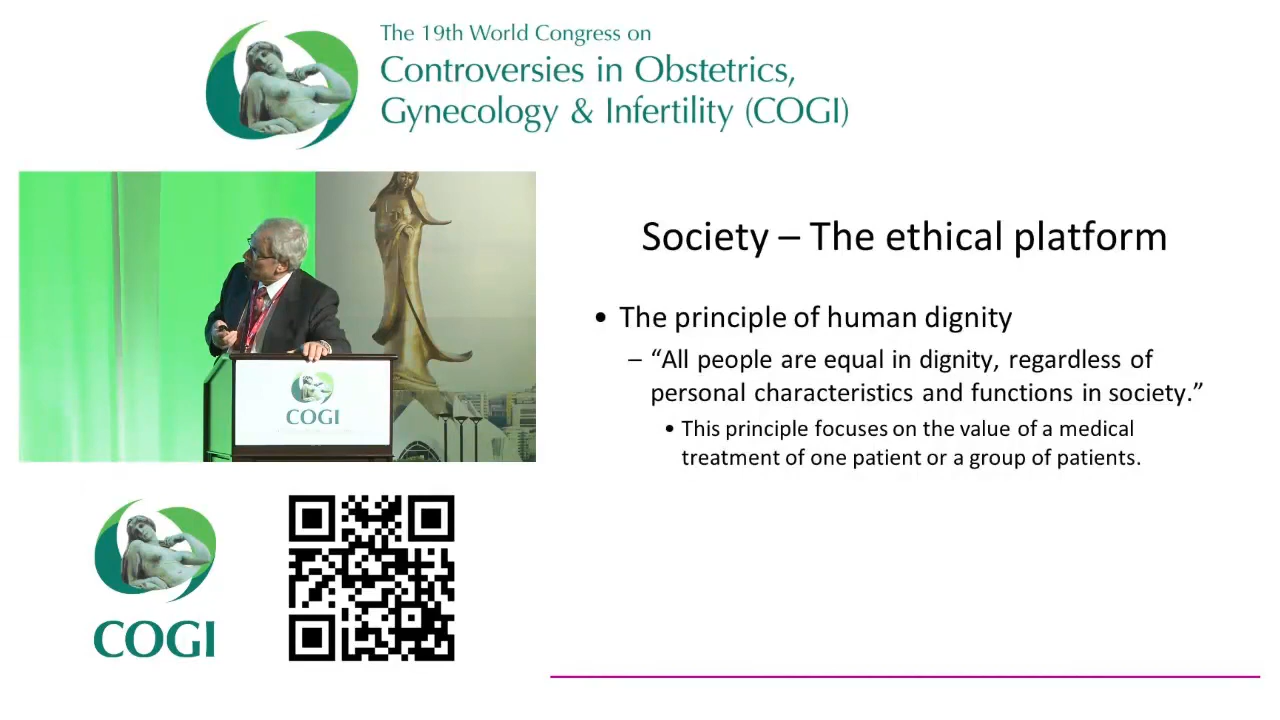 The 19th World Congress on
Controversies in Obstetrics,
Gynecology & Infertility (COGI)
Society – The ethical platform
• The principle of human dignity
– “All people are equal in dignity, regardless of
personal characteristics and functions in society.”
• This principle focuses on the value of a medical
treatment of one patient or a group of patients.
COGI
COGI